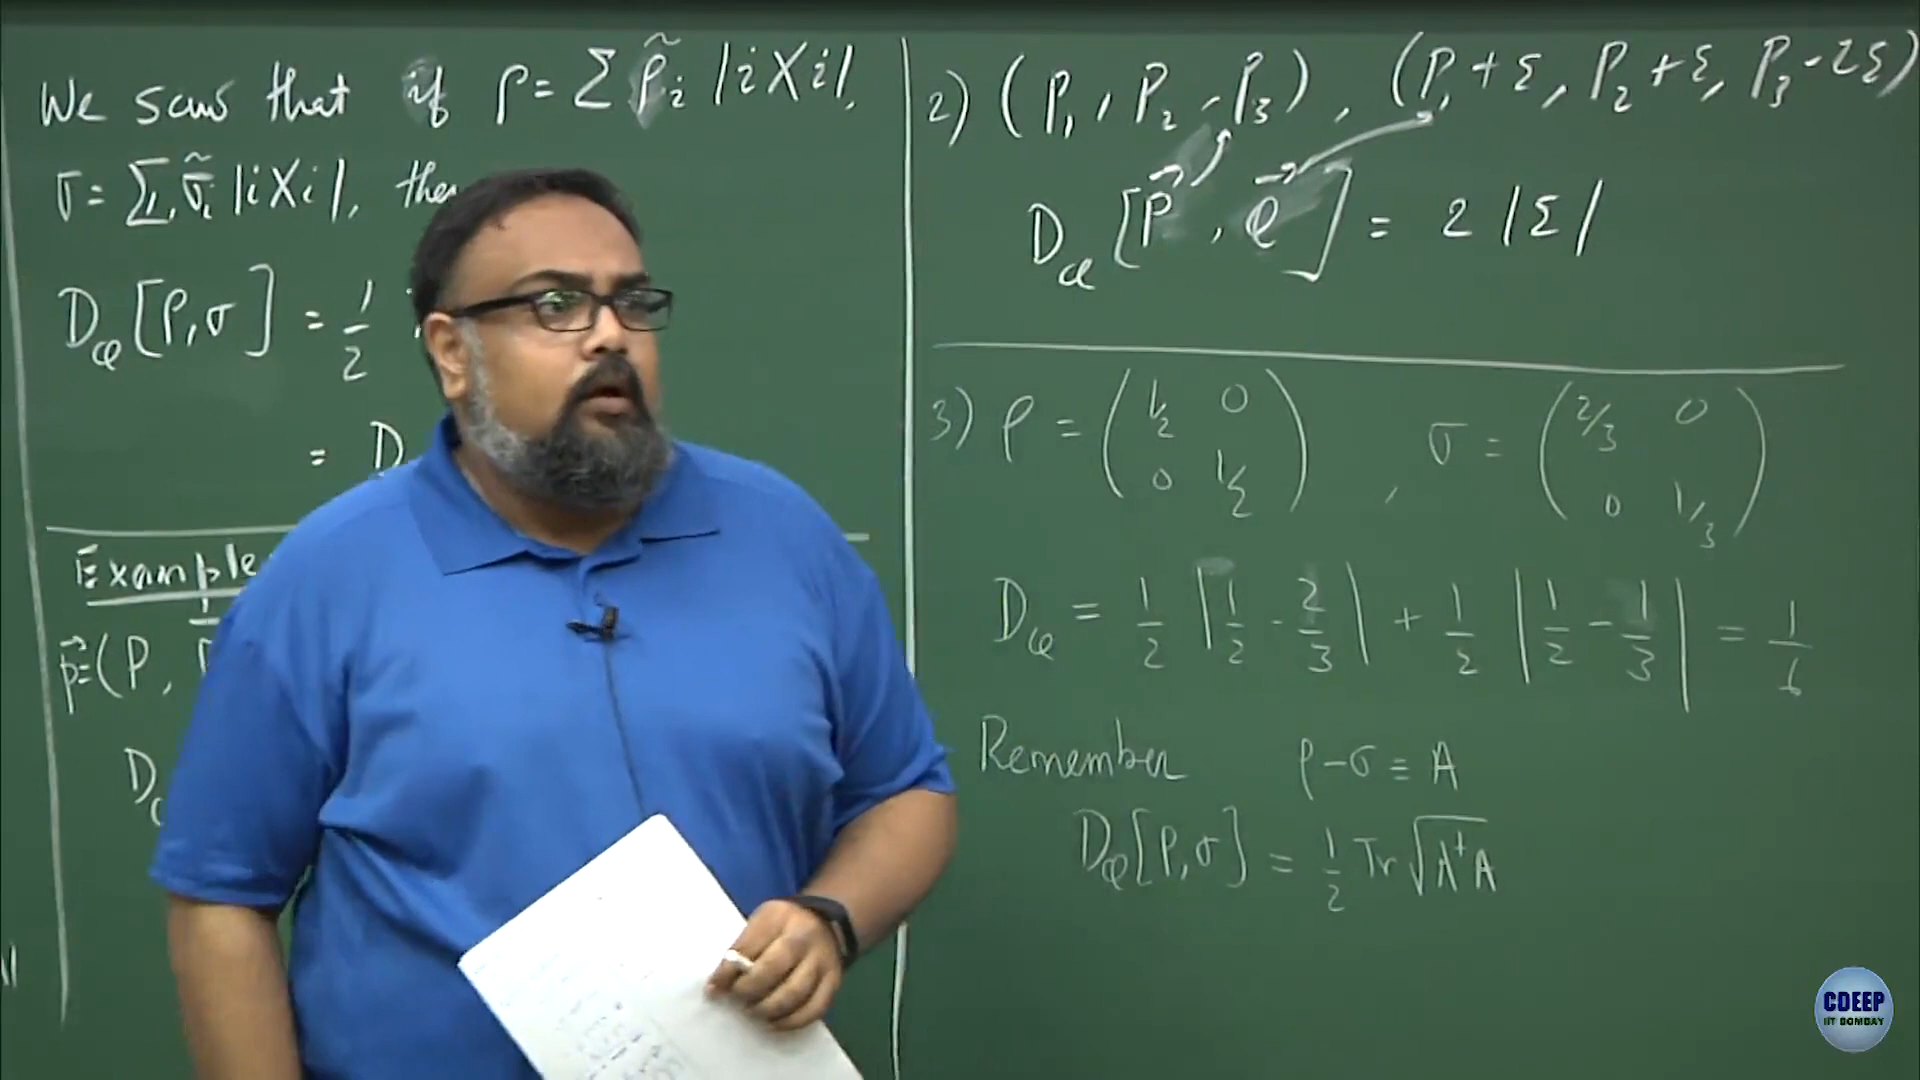 We saw that if ρ = Σ ρ̃ᵢ |i⟩⟨i|,
σ = Σᵢ σ̃ᵢ |i⟩⟨i|, then
D_Q [ρ, σ] = 1/2
= D
Example
p⃗ = (P,
D
2) (P₁, P₂, P₃), (P₁ + ε, P₂ + ε, P₃ - 2ε)
D_cl [P⃗, Q⃗] = 2 |ε|
3) ρ = (1/2 0 0 1/2), σ = (2/3 0 0 1/3)
D_Q = 1/2 |1/2 - 2/3| + 1/2 |1/2 - 1/3| = 1/6
Remember ρ - σ ≡ A
D_Q [ρ, σ] = 1/2 Tr √A†A
CDEEP
IIT BOMBAY